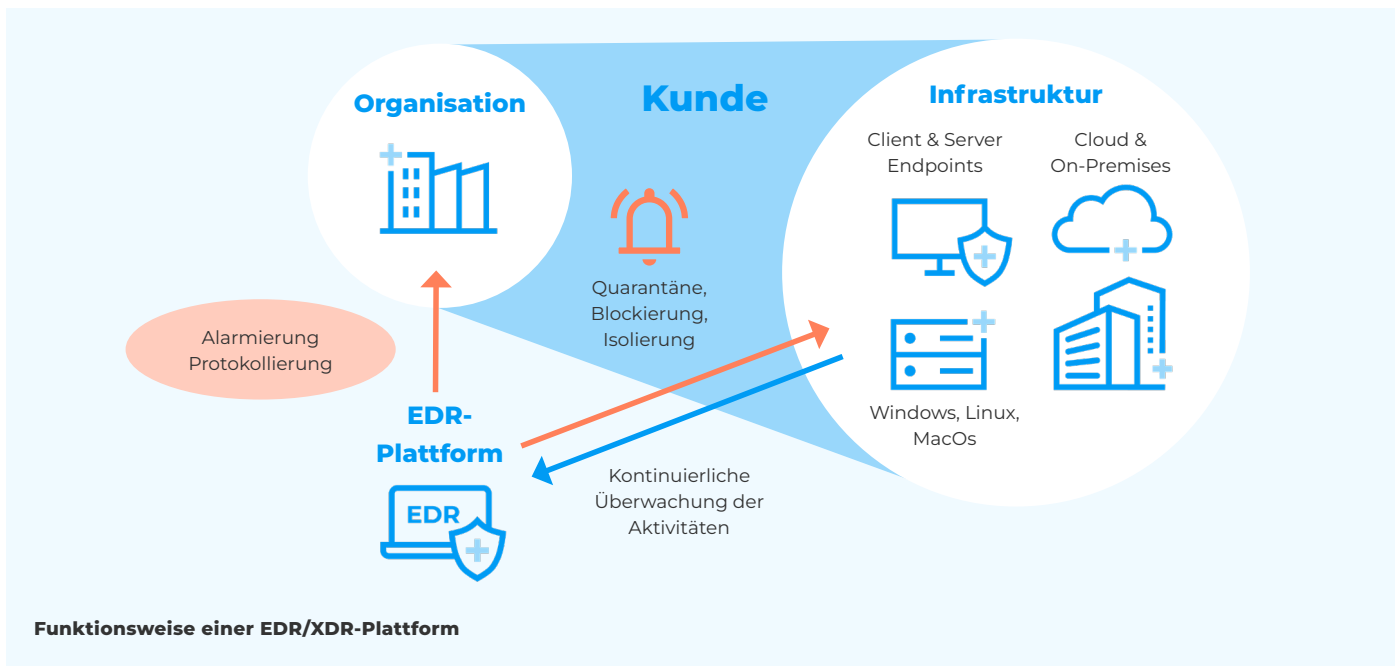 Organisation
Kunde
Infrastruktur
Client & Server
Endpoints
Cloud &
On-Premises
Quarantäne,
Blockierung,
Isolierung
Alarmierung
Protokollierung
Windows, Linux,
MacOs
EDR-
Plattform
EDR
Kontinuierliche
Überwachung der
Aktivitäten
Funktionsweise einer EDR/XDR-Plattform